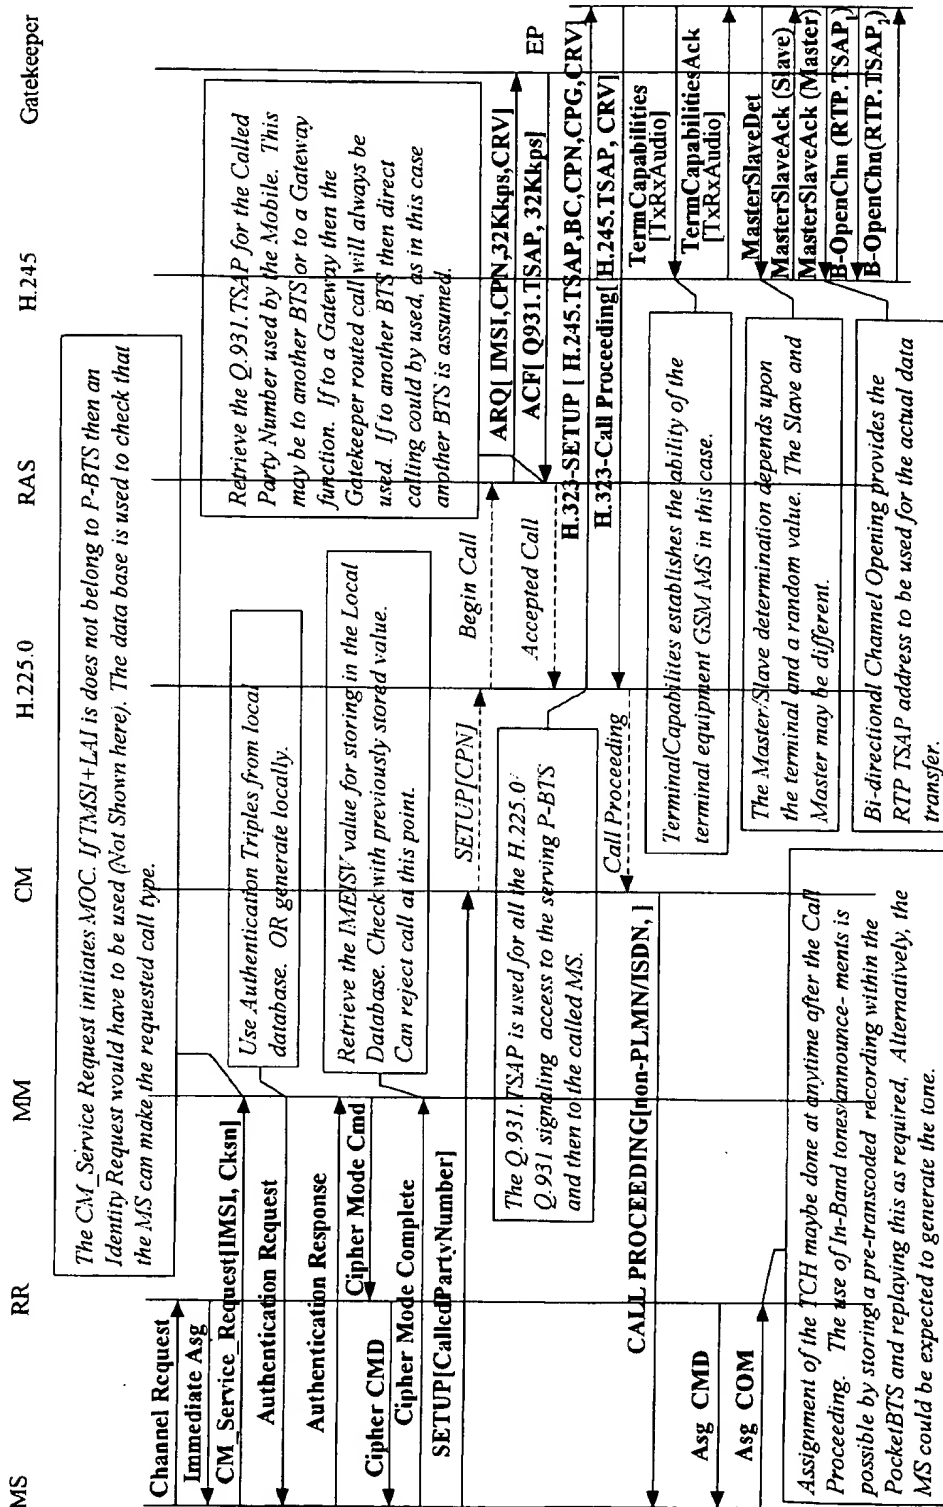 MS
RR
MM
CM
H.225.0
RAS
H.245
Gatekeeper
The CM_Service Request initiates MOC. If TMSI+LAI is does not belong to P-BTS then an
Identity Request would have to be used (Not Shown here). The data base is used to check that
the MS can make the requested call type.
Channel Request
Immediate Asg
CM_Service_Request[IMSI, Cksn]
Authentication Request
Authentication Response
Cipher Mode Cmd
Cipher CMD
Cipher Mode Complete
SETUP[CalledPartyNumber]
Use Authentication Triples from local
database. OR generate locally.
Retrieve the IMEISV value for storing in the Local
Database. Check with previously stored value.
Can reject call at this point.
Retrieve the Q.931.TSAP for the Called
Party Number used by the Mobile. This
may be to another BTS or to a Gateway
function. If to a Gateway then the
Gatekeeper routed call will always be
used. If to another BTS then direct
calling could by used, as in this case
another BTS is assumed.
SETUP[CPN]
Begin Call
ARQ[ IMSI,CPN,32Kkps,CRV]
ACF[ Q931.TSAP, 32Kkps]
EP
Accepted Call
H.323-SETUP [ H.245.TSAP,BC,CPN,CPG,CRV]
H.323-Call Proceeding[ H.245.TSAP, CRV]
The Q.931.TSAP is used for all the H.225.0/
Q.931 signaling access to the serving P-BTS
and then to the called MS.
Call Proceeding
CALL PROCEEDING[non-PLMN/ISDN, ]
TermCapabilities
[TxRxAudio]
TermCapabilitiesAck
[TxRxAudio]
TerminalCapabilites establishes the ability of the
terminal equipment GSM MS in this case.
Asg CMD
Asg COM
MasterSlaveDet
MasterSlaveAck (Slave)
MasterSlaveAck (Master)
B-OpenChn (RTP.TSAP1)
B-OpenChn(RTP.TSAP2)
The Master/Slave determination depends upon
the terminal and a random value. The Slave and
Master may be different.
Bi-directional Channel Opening provides the
RTP TSAP address to be used for the actual data
transfer.
Assignment of the TCH maybe done at anytime after the Call
Proceeding. The use of In-Band tones/announce- ments is
possible by storing a pre-transcoded recording within the
PocketBTS and replaying this as required. Alternatively, the
MS could be expected to generate the tone.